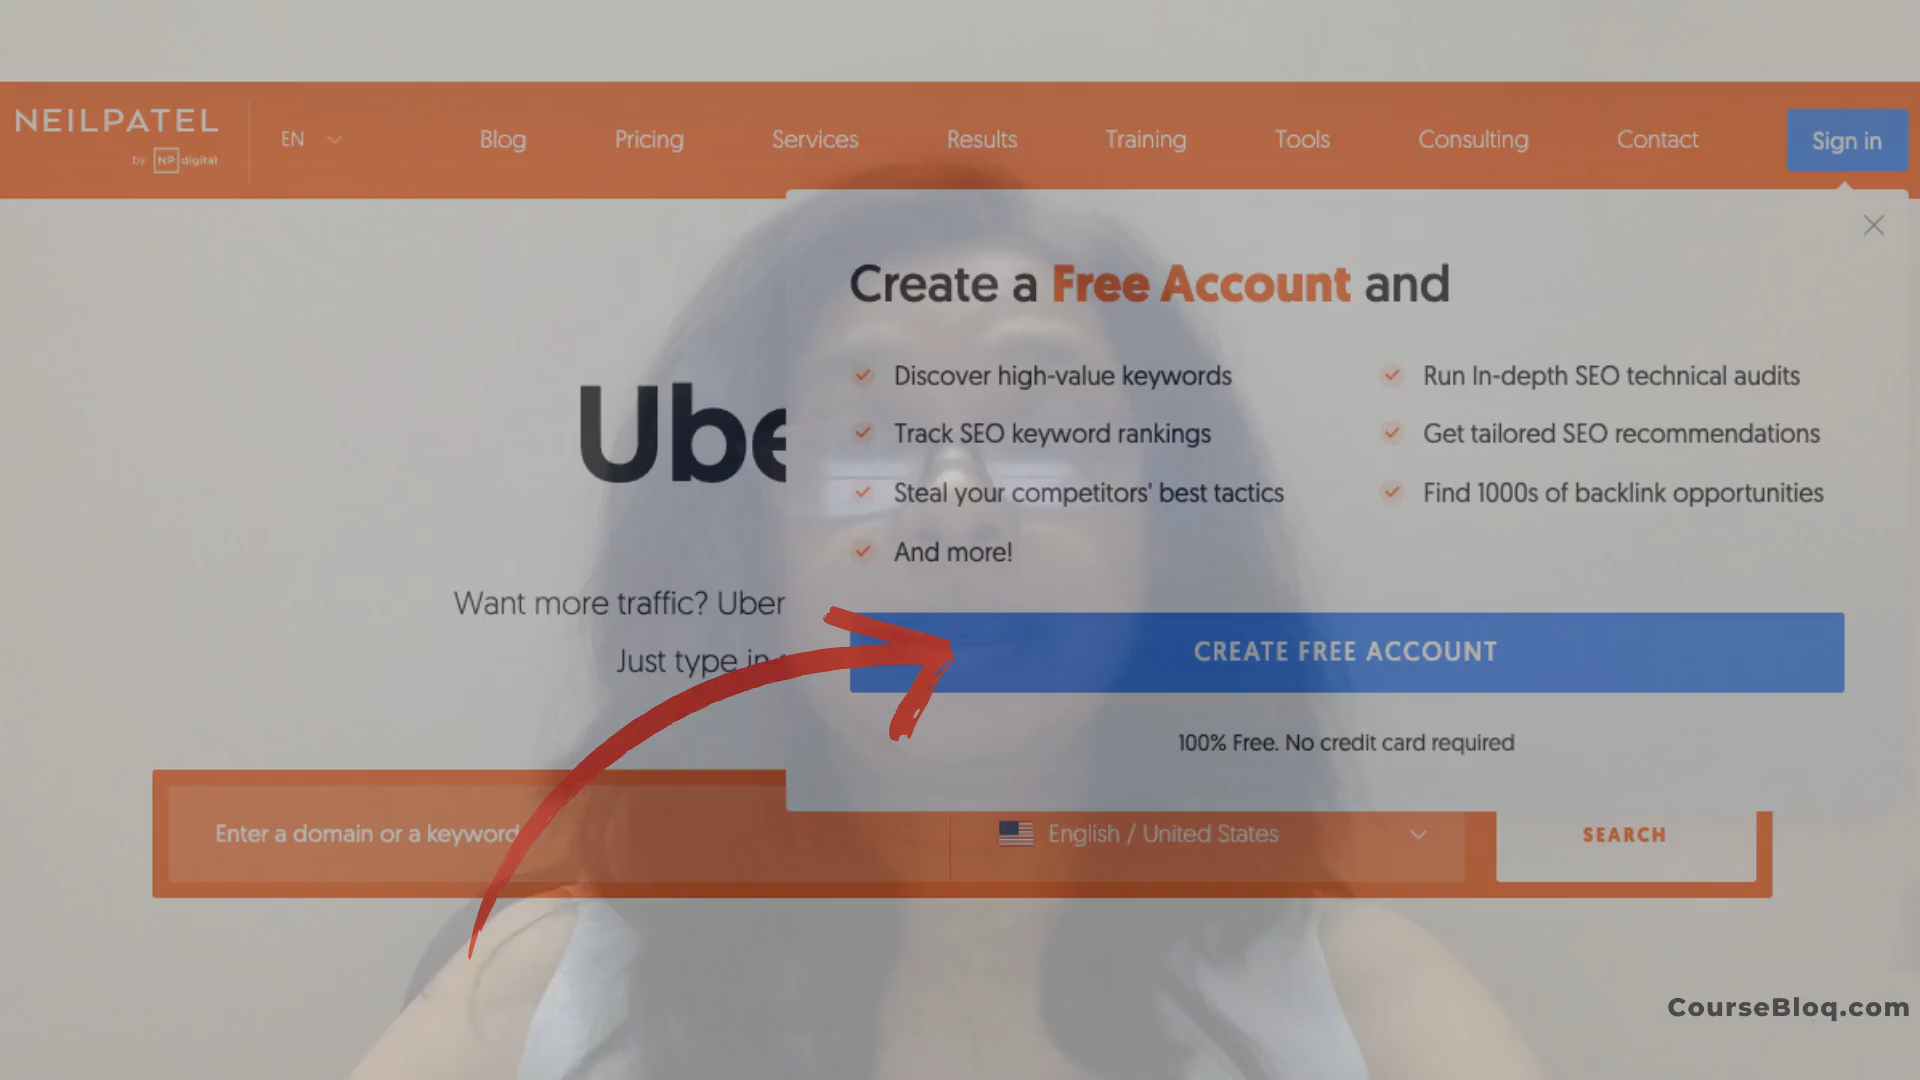 NEILPATEL
by NP digital
EN
Blog
Pricing
Services
Results
Training
Tools
Consulting
Contact
Sign in
Create a Free Account and
Discover high-value keywords
Run In-depth SEO technical audits
Track SEO keyword rankings
Get tailored SEO recommendations
Steal your competitors' best tactics
Find 1000s of backlink opportunities
And more!
CREATE FREE ACCOUNT
100% Free. No credit card required
Ube
Want more traffic? Uber
Just type in
Enter a domain or a keyword
English / United States
SEARCH
CourseBloq.com